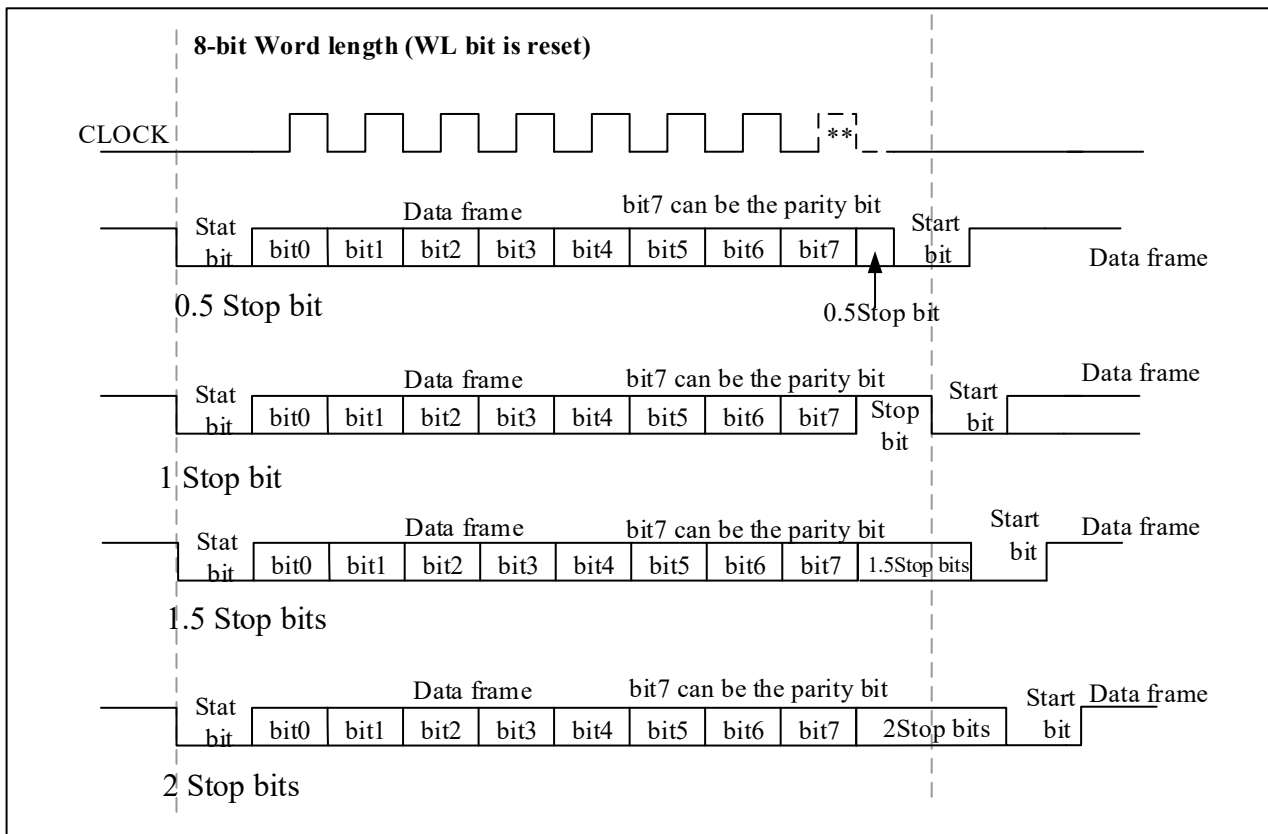 8-bit Word length (WL bit is reset)
CLOCK
**
Data frame
bit7 can be the parity bit
Stat
bit
bit0
bit1
bit2
bit3
bit4
bit5
bit6
bit7
Start
bit
Data frame
0.5 Stop bit
0.5Stop bit
Data frame
bit7 can be the parity bit
Data frame
Stat
bit
bit0
bit1
bit2
bit3
bit4
bit5
bit6
bit7
Stop
bit
Start
bit
1 Stop bit
Data frame
bit7 can be the parity bit
Start
bit
Data frame
Stat
bit
bit0
bit1
bit2
bit3
bit4
bit5
bit6
bit7
1.5Stop bits
1.5 Stop bits
Data frame
bit7 can be the parity bit
Start
bit
Data frame
Stat
bit
bit0
bit1
bit2
bit3
bit4
bit5
bit6
bit7
2Stop bits
2 Stop bits